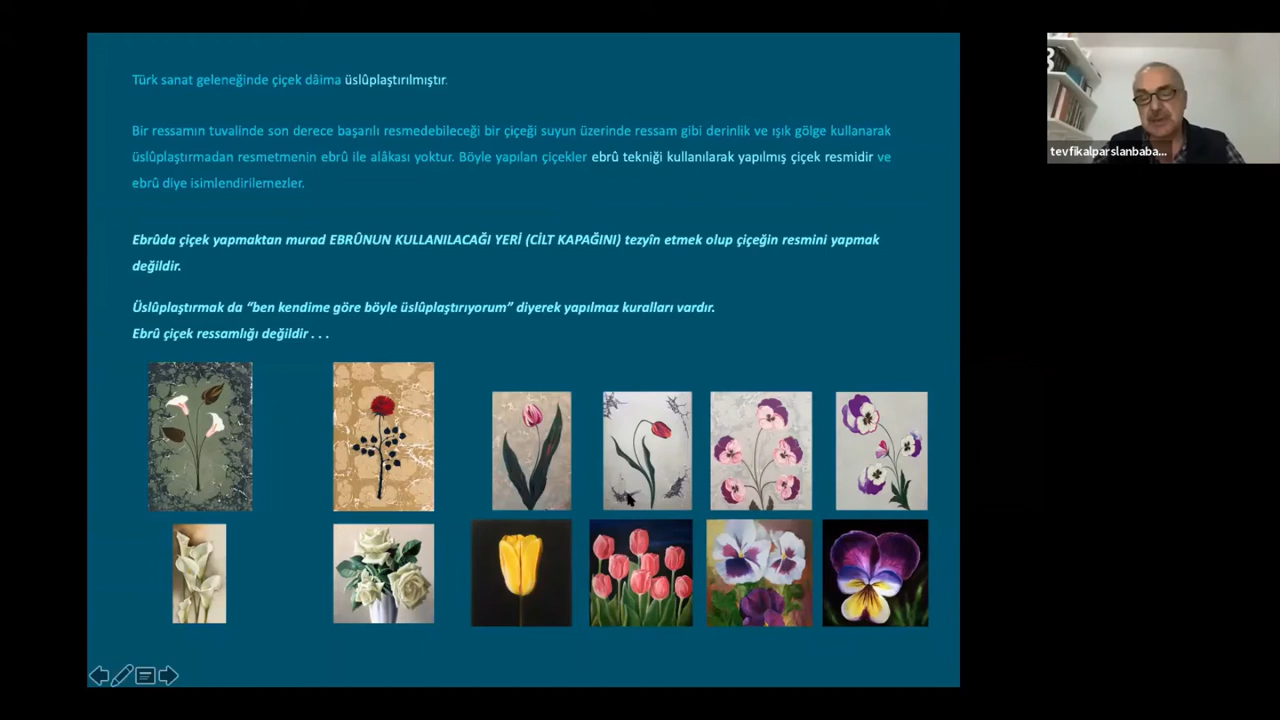 Türk sanat geleneğinde çiçek dâima üslûplaştırılmıştır.
Bir ressamın tuvalinde son derece başarılı resmedebileceği bir çiçeği suyun üzerinde ressam gibi derinlik ve ışık gölge kullanarak
üslûplaştırmadan resmetmenin ebrû ile alâkası yoktur. Böyle yapılan çiçekler ebrû tekniği kullanılarak yapılmış çiçek resmidir ve
ebrû diye isimlendirilemezler.
Ebrûda çiçek yapmaktan murad EBRÛNUN KULLANILACAĞI YERİ (CİLT KAPAĞINI) tezyîn etmek olup çiçeğin resmini yapmak
değildir.
Üslûplaştırmak da “ben kendime göre böyle üslûplaştırıyorum” diyerek yapılmaz kuralları vardır.
Ebrû çiçek ressamlığı değildir . . .
tevfikalparslanbaba...